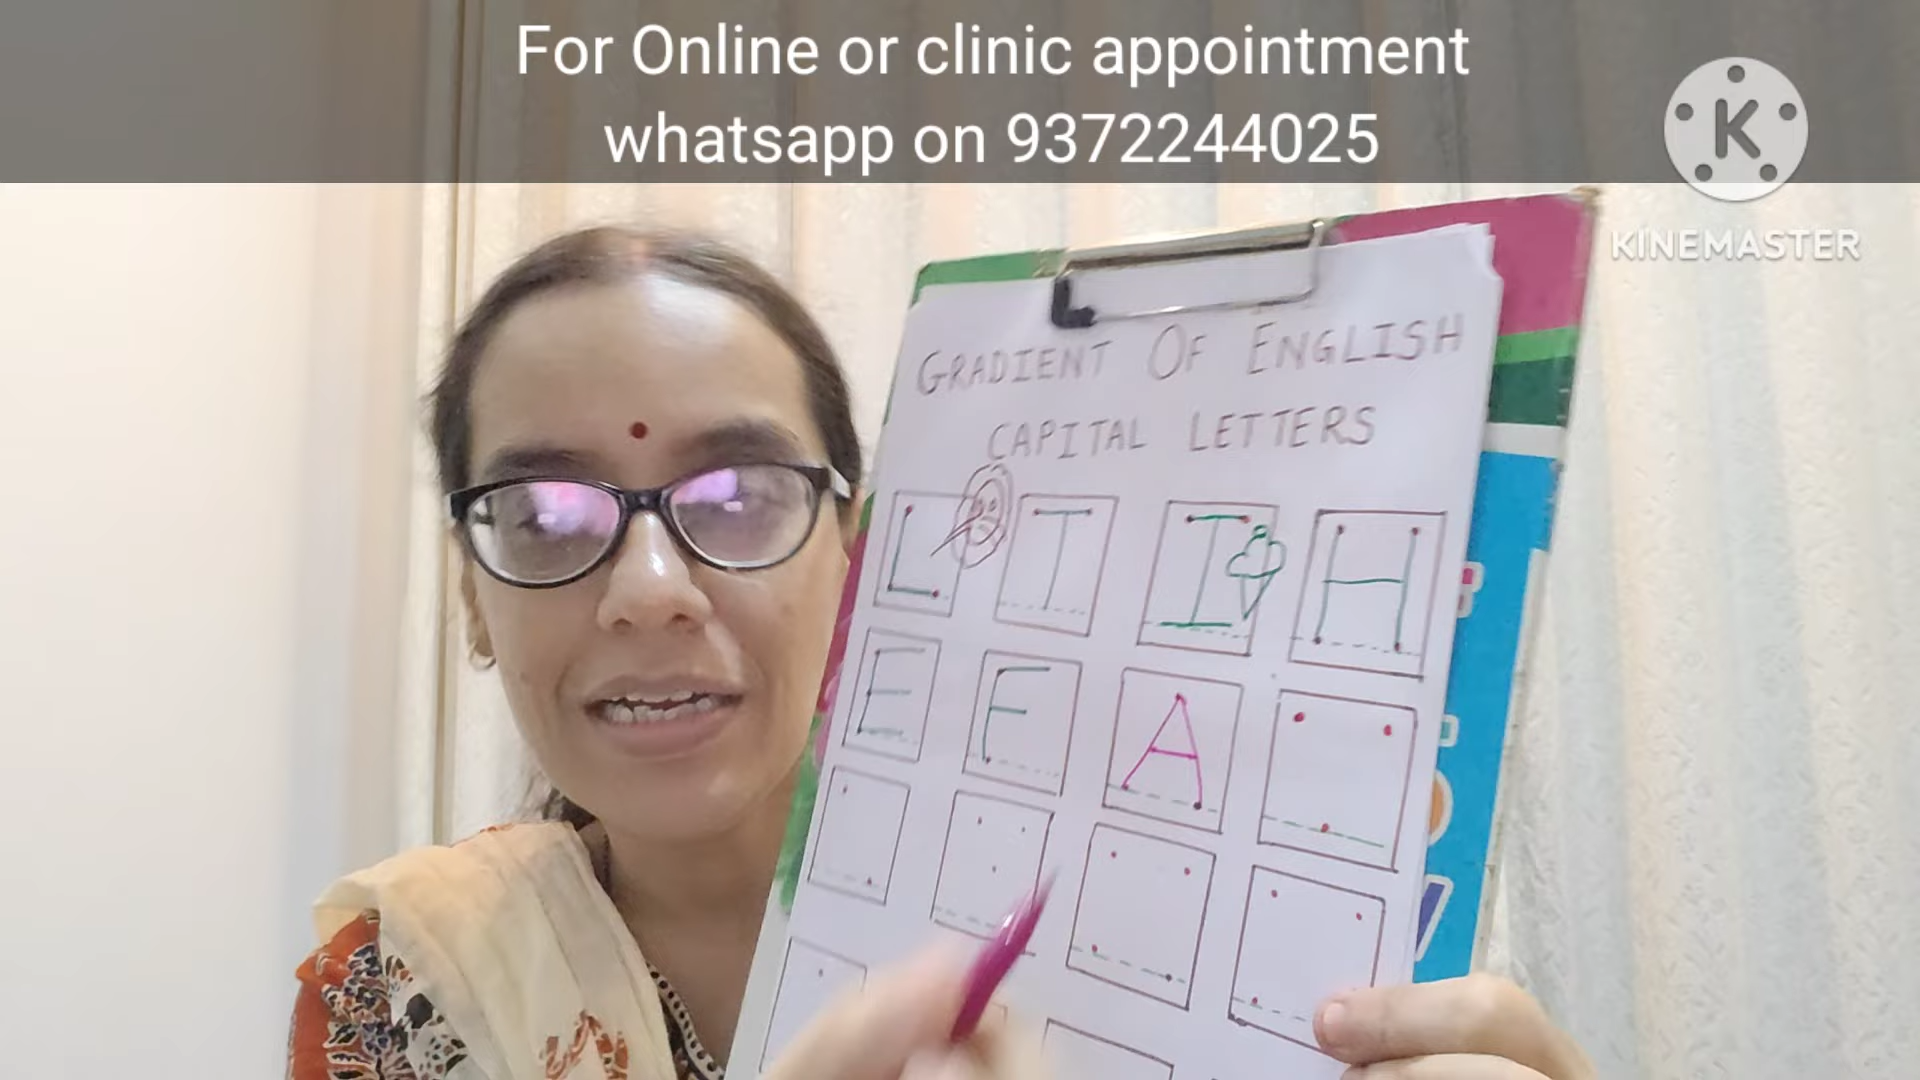 For Online or clinic appointment
whatsapp on 9372244025
K
KINEMASTER
GRADIENT OF ENGLISH
CAPITAL LETTERS
L T I H
E F A